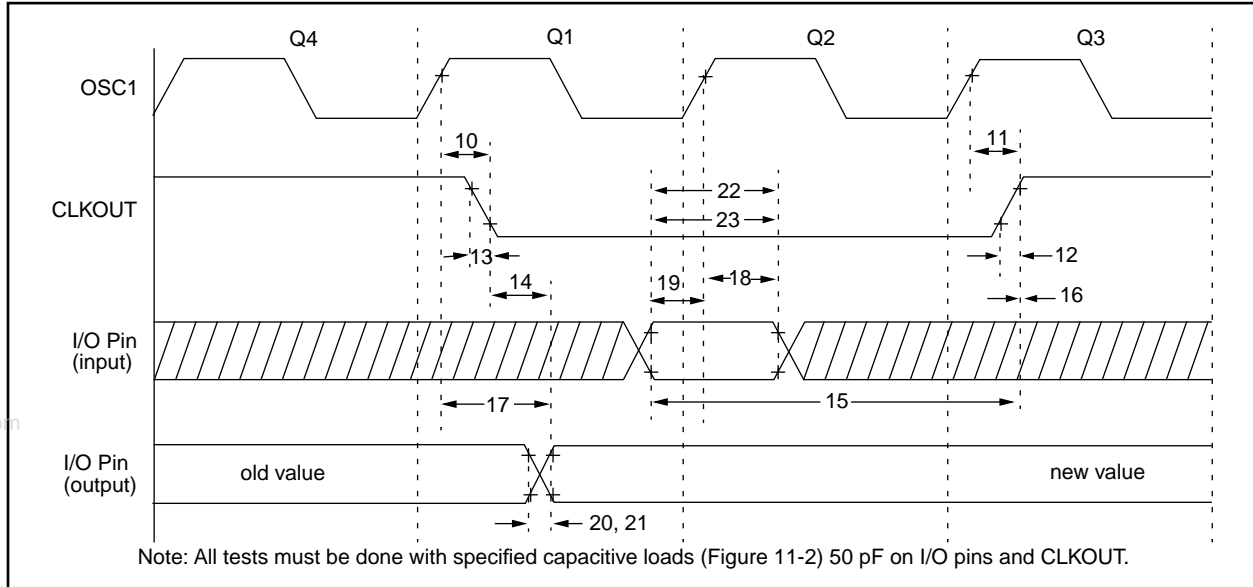 Q4 Q1 Q2 Q3
OSC1
10
11
22
CLKOUT
23
13
12
14
19
18
16
I/O Pin
(input)
17
15
I/O Pin
(output)
old value
new value
20, 21
Note: All tests must be done with specified capacitive loads (Figure 11-2) 50 pF on I/O pins and CLKOUT.
om